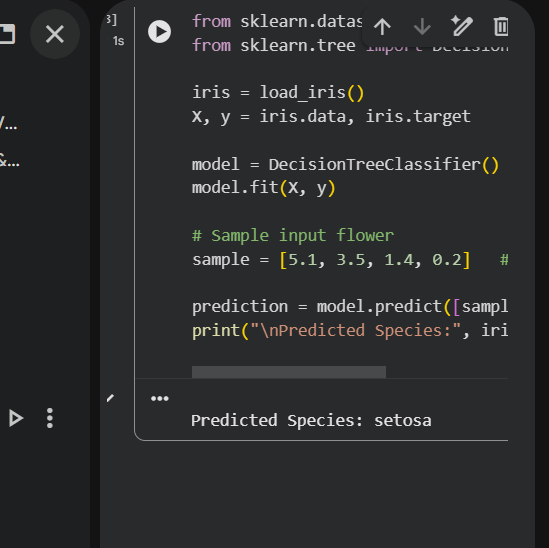 3]
1s
from sklearn.datas
from sklearn.tree import Decision
iris = load_iris()
X, y = iris.data, iris.target
model = DecisionTreeClassifier()
model.fit(X, y)
# Sample input flower
sample = [5.1, 3.5, 1.4, 0.2]   #
prediction = model.predict([sampl
print("\nPredicted Species:", iri
Predicted Species: setosa
/...
&...